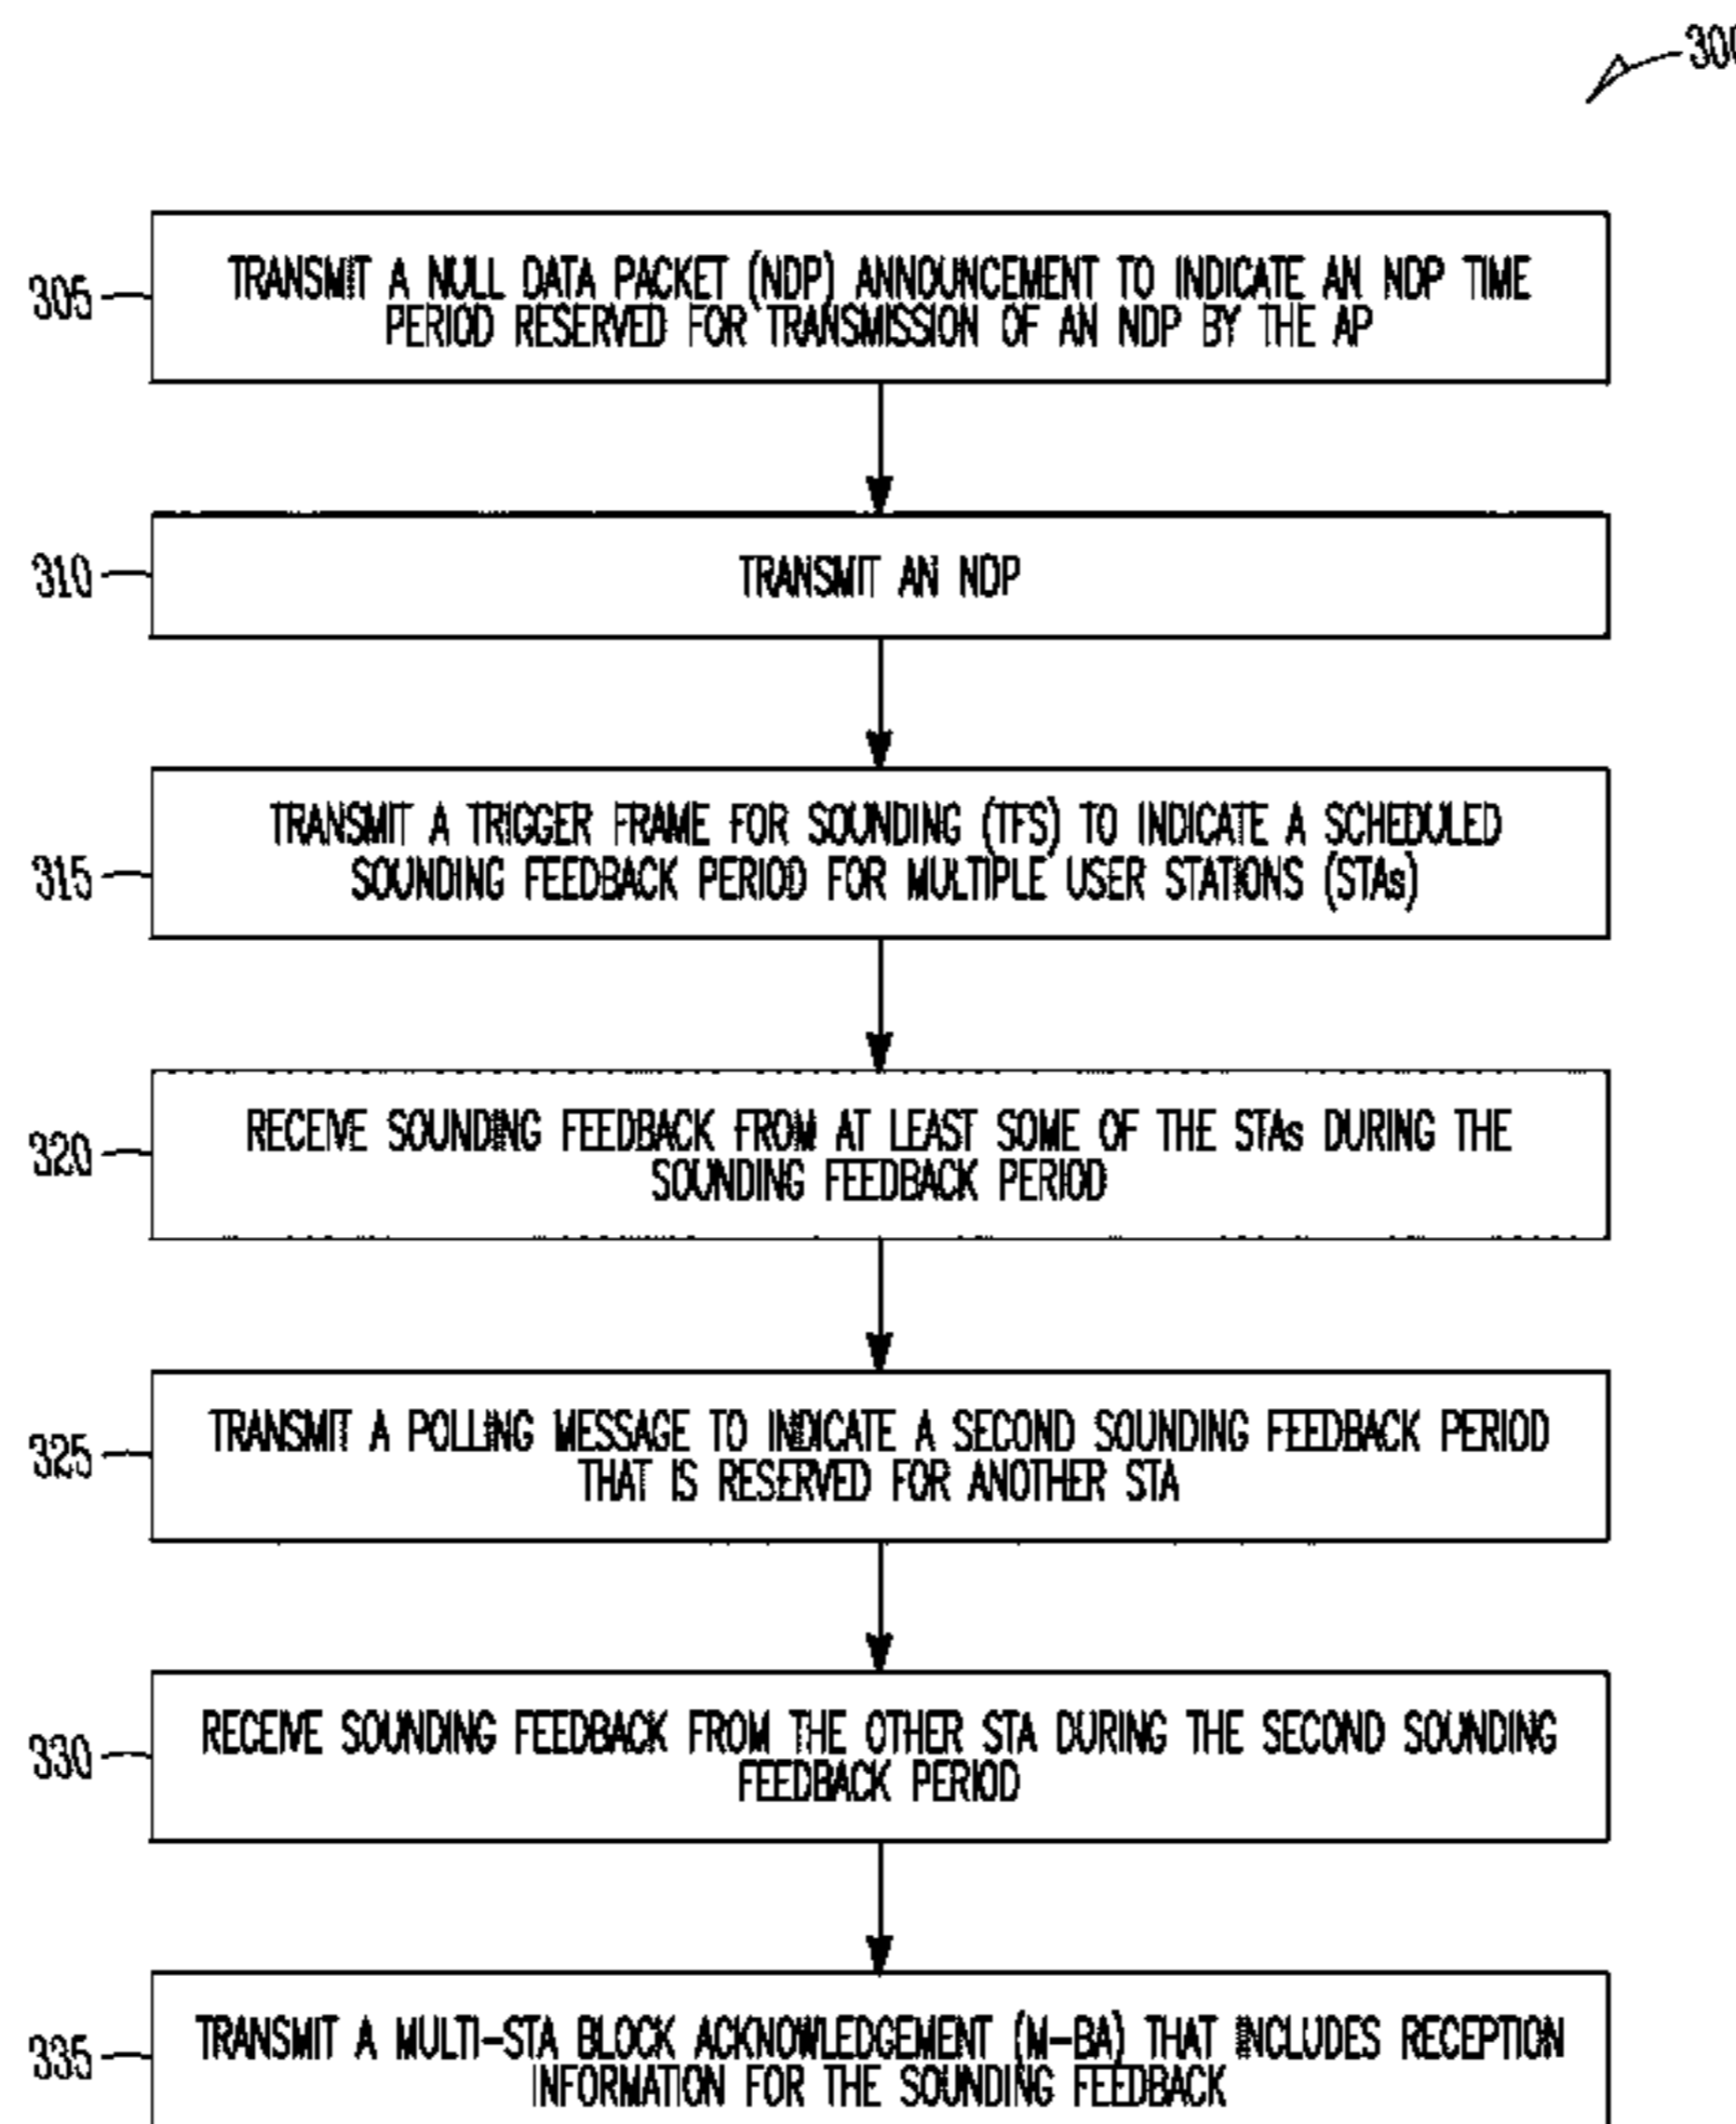 300
305
TRANSMIT A NULL DATA PACKET (NDP) ANNOUNCEMENT TO INDICATE AN NDP TIME
PERIOD RESERVED FOR TRANSMISSION OF AN NDP BY THE AP
310
TRANSMIT AN NDP
315
TRANSMIT A TRIGGER FRAME FOR SOUNDING (TFS) TO INDICATE A SCHEDULED
SOUNDING FEEDBACK PERIOD FOR MULTIPLE USER STATIONS (STAs)
320
RECEIVE SOUNDING FEEDBACK FROM AT LEAST SOME OF THE STAs DURING THE
SOUNDING FEEDBACK PERIOD
325
TRANSMIT A POLLING MESSAGE TO INDICATE A SECOND SOUNDING FEEDBACK PERIOD
THAT IS RESERVED FOR ANOTHER STA
330
RECEIVE SOUNDING FEEDBACK FROM THE OTHER STA DURING THE SECOND SOUNDING
FEEDBACK PERIOD
335
TRANSMIT A MULTI-STA BLOCK ACKNOWLEDGEMENT (M-BA) THAT INCLUDES RECEPTION
INFORMATION FOR THE SOUNDING FEEDBACK